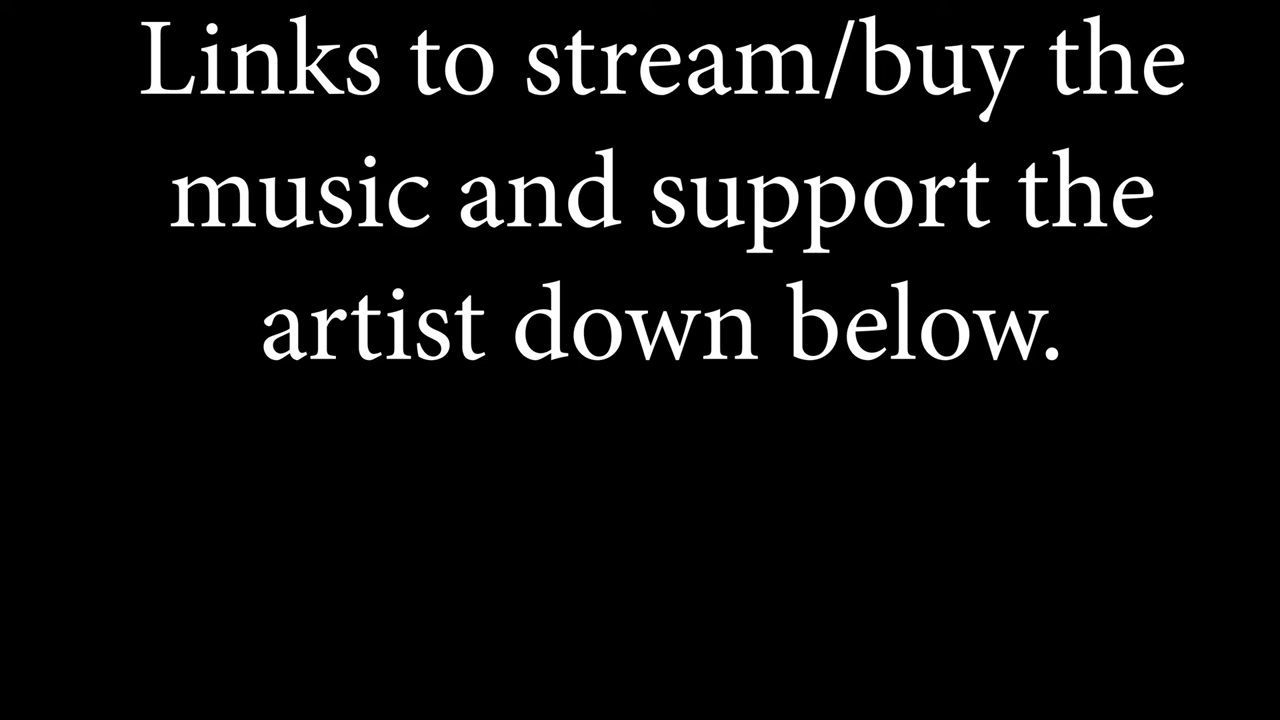 Links to stream/buy the
music and support the
artist down below.